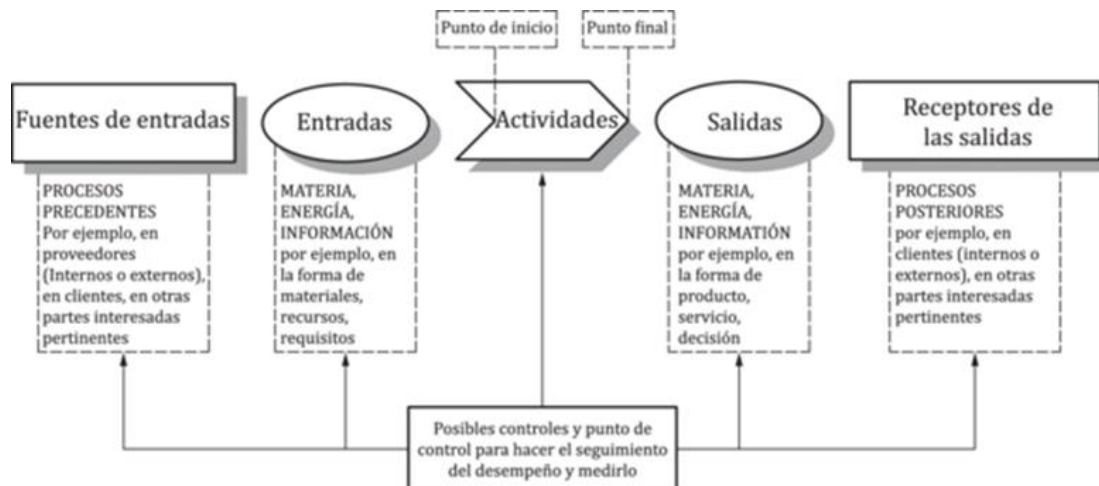 Punto de inicio
Punto final
Fuentes de entradas
Entradas
Actividades
Salidas
Receptores de
las salidas
PROCESOS
PRECEDENTES
Por ejemplo, en
proveedores
(Internos o externos),
en clientes, en otras
partes interesadas
pertinentes
MATERIA,
ENERGÍA,
INFORMACIÓN
por ejemplo, en
la forma de
materiales,
recursos,
requisitos
MATERIA,
ENERGÍA,
INFORMATIÓN
por ejemplo, en
la forma de
producto,
servicio,
decisión
PROCESOS
POSTERIORES
por ejemplo, en
clientes (internos o
externos), en otras
partes interesadas
pertinentes
Posibles controles y punto de
control para hacer el seguimiento
del desempeño y medirlo